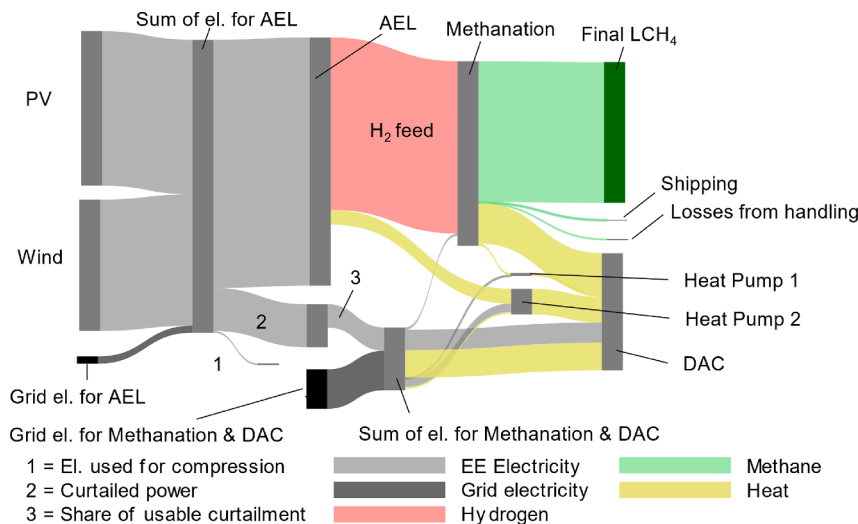 Sum of el. for AEL
AEL
Methanation
Final LCH₄
PV
H₂ feed
Shipping
Losses from handling
Wind
3
Heat Pump 1
2
Heat Pump 2
1
DAC
Grid el. for AEL
Grid el. for Methanation & DAC
Sum of el. for Methanation & DAC
1 = El. used for compression
EE Electricity
Methane
2 = Curtailed power
Grid electricity
Heat
3 = Share of usable curtailment
Hydrogen